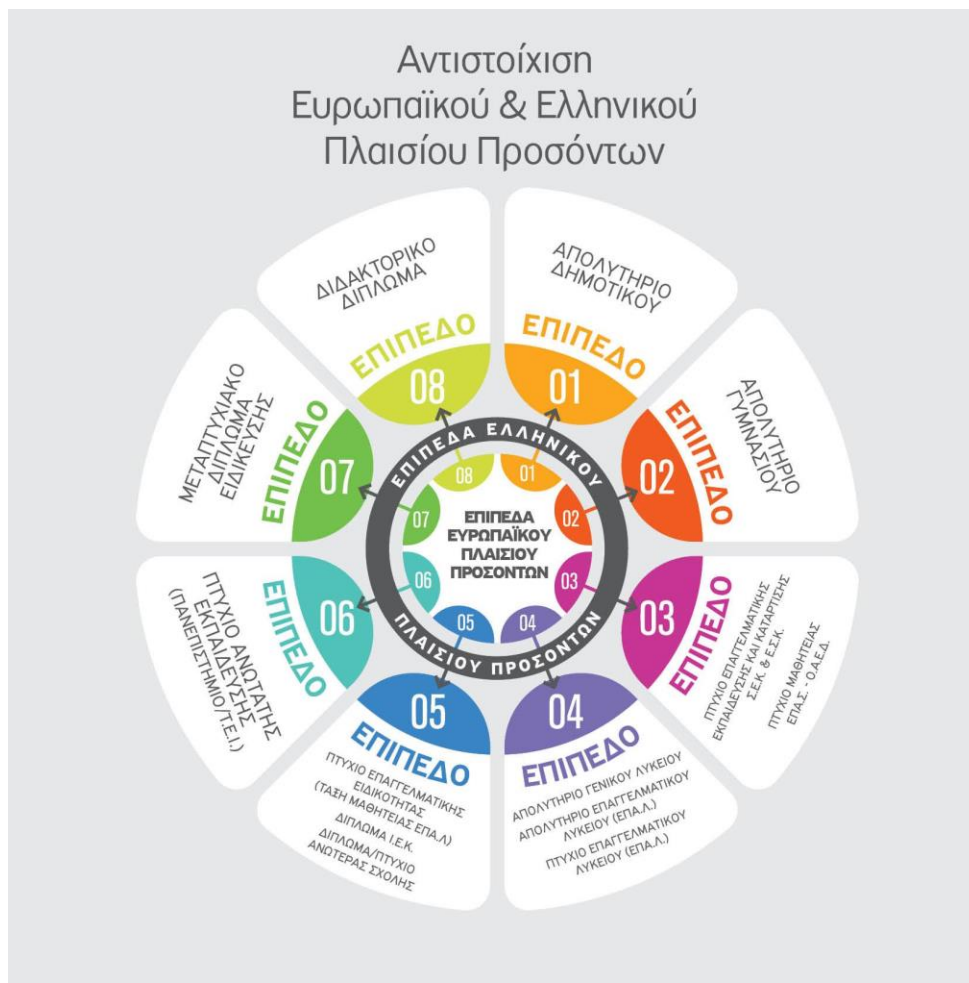 Αντιστοίχιση
Ευρωπαϊκού & Ελληνικού
Πλαισίου Προσόντων
ΑΠΟΛΥΤΗΡΙΟ
ΔΗΜΟΤΙΚΟΥ
ΕΠΙΠΕΔΟ
01
ΑΠΟΛΥΤΗΡΙΟ
ΓΥΜΝΑΣΙΟΥ
ΕΠΙΠΕΔΟ
02
ΕΠΙΠΕΔΟ
03
ΠΤΥΧΙΟ ΕΠΑΓΓΕΛΜΑΤΙΚΗΣ
ΕΚΠΑΙΔΕΥΣΗΣ ΚΑΙ ΚΑΤΑΡΤΙΣΗΣ
Σ.Ε.Κ. & Ε.Σ.Κ.
ΠΤΥΧΙΟ ΜΑΘΗΤΕΙΑΣ
ΕΠΑ.Σ. - Ο.Α.Ε.Δ.
04
ΕΠΙΠΕΔΟ
ΑΠΟΛΥΤΗΡΙΟ ΓΕΝΙΚΟΥ ΛΥΚΕΙΟΥ
ΑΠΟΛΥΤΗΡΙΟ ΕΠΑΓΓΕΛΜΑΤΙΚΟΥ
ΛΥΚΕΙΟΥ (ΕΠΑ.Λ.)
ΠΤΥΧΙΟ ΕΠΑΓΓΕΛΜΑΤΙΚΟΥ
ΛΥΚΕΙΟΥ (ΕΠΑ.Λ.)
05
ΕΠΙΠΕΔΟ
ΠΤΥΧΙΟ ΕΠΑΓΓΕΛΜΑΤΙΚΗΣ
ΕΙΔΙΚΟΤΗΤΑΣ
(ΤΑΞΗ ΜΑΘΗΤΕΙΑΣ ΕΠΑ.Λ)
ΔΙΠΛΩΜΑ Ι.Ε.Κ.
ΔΙΠΛΩΜΑ/ΠΤΥΧΙΟ
ΑΝΩΤΕΡΑΣ ΣΧΟΛΗΣ
06
ΕΠΙΠΕΔΟ
ΠΤΥΧΙΟ ΑΝΩΤΑΤΗΣ
ΕΚΠΑΙΔΕΥΣΗΣ
(ΠΑΝΕΠΙΣΤΗΜΙΟ/Τ.Ε.Ι.)
ΜΕΤΑΠΤΥΧΙΑΚΟ
ΔΙΠΛΩΜΑ
ΕΙΔΙΚΕΥΣΗΣ
ΕΠΙΠΕΔΟ
07
ΔΙΔΑΚΤΟΡΙΚΟ
ΔΙΠΛΩΜΑ
ΕΠΙΠΕΔΟ
08
ΕΠΙΠΕΔΑ ΕΛΛΗΝΙΚΟΥ
ΠΛΑΙΣΙΟΥ ΠΡΟΣΟΝΤΩΝ
01
02
03
04
05
06
07
08
ΕΠΙΠΕΔΑ
ΕΥΡΩΠΑΪΚΟΥ
ΠΛΑΙΣΙΟΥ
ΠΡΟΣΟΝΤΩΝ